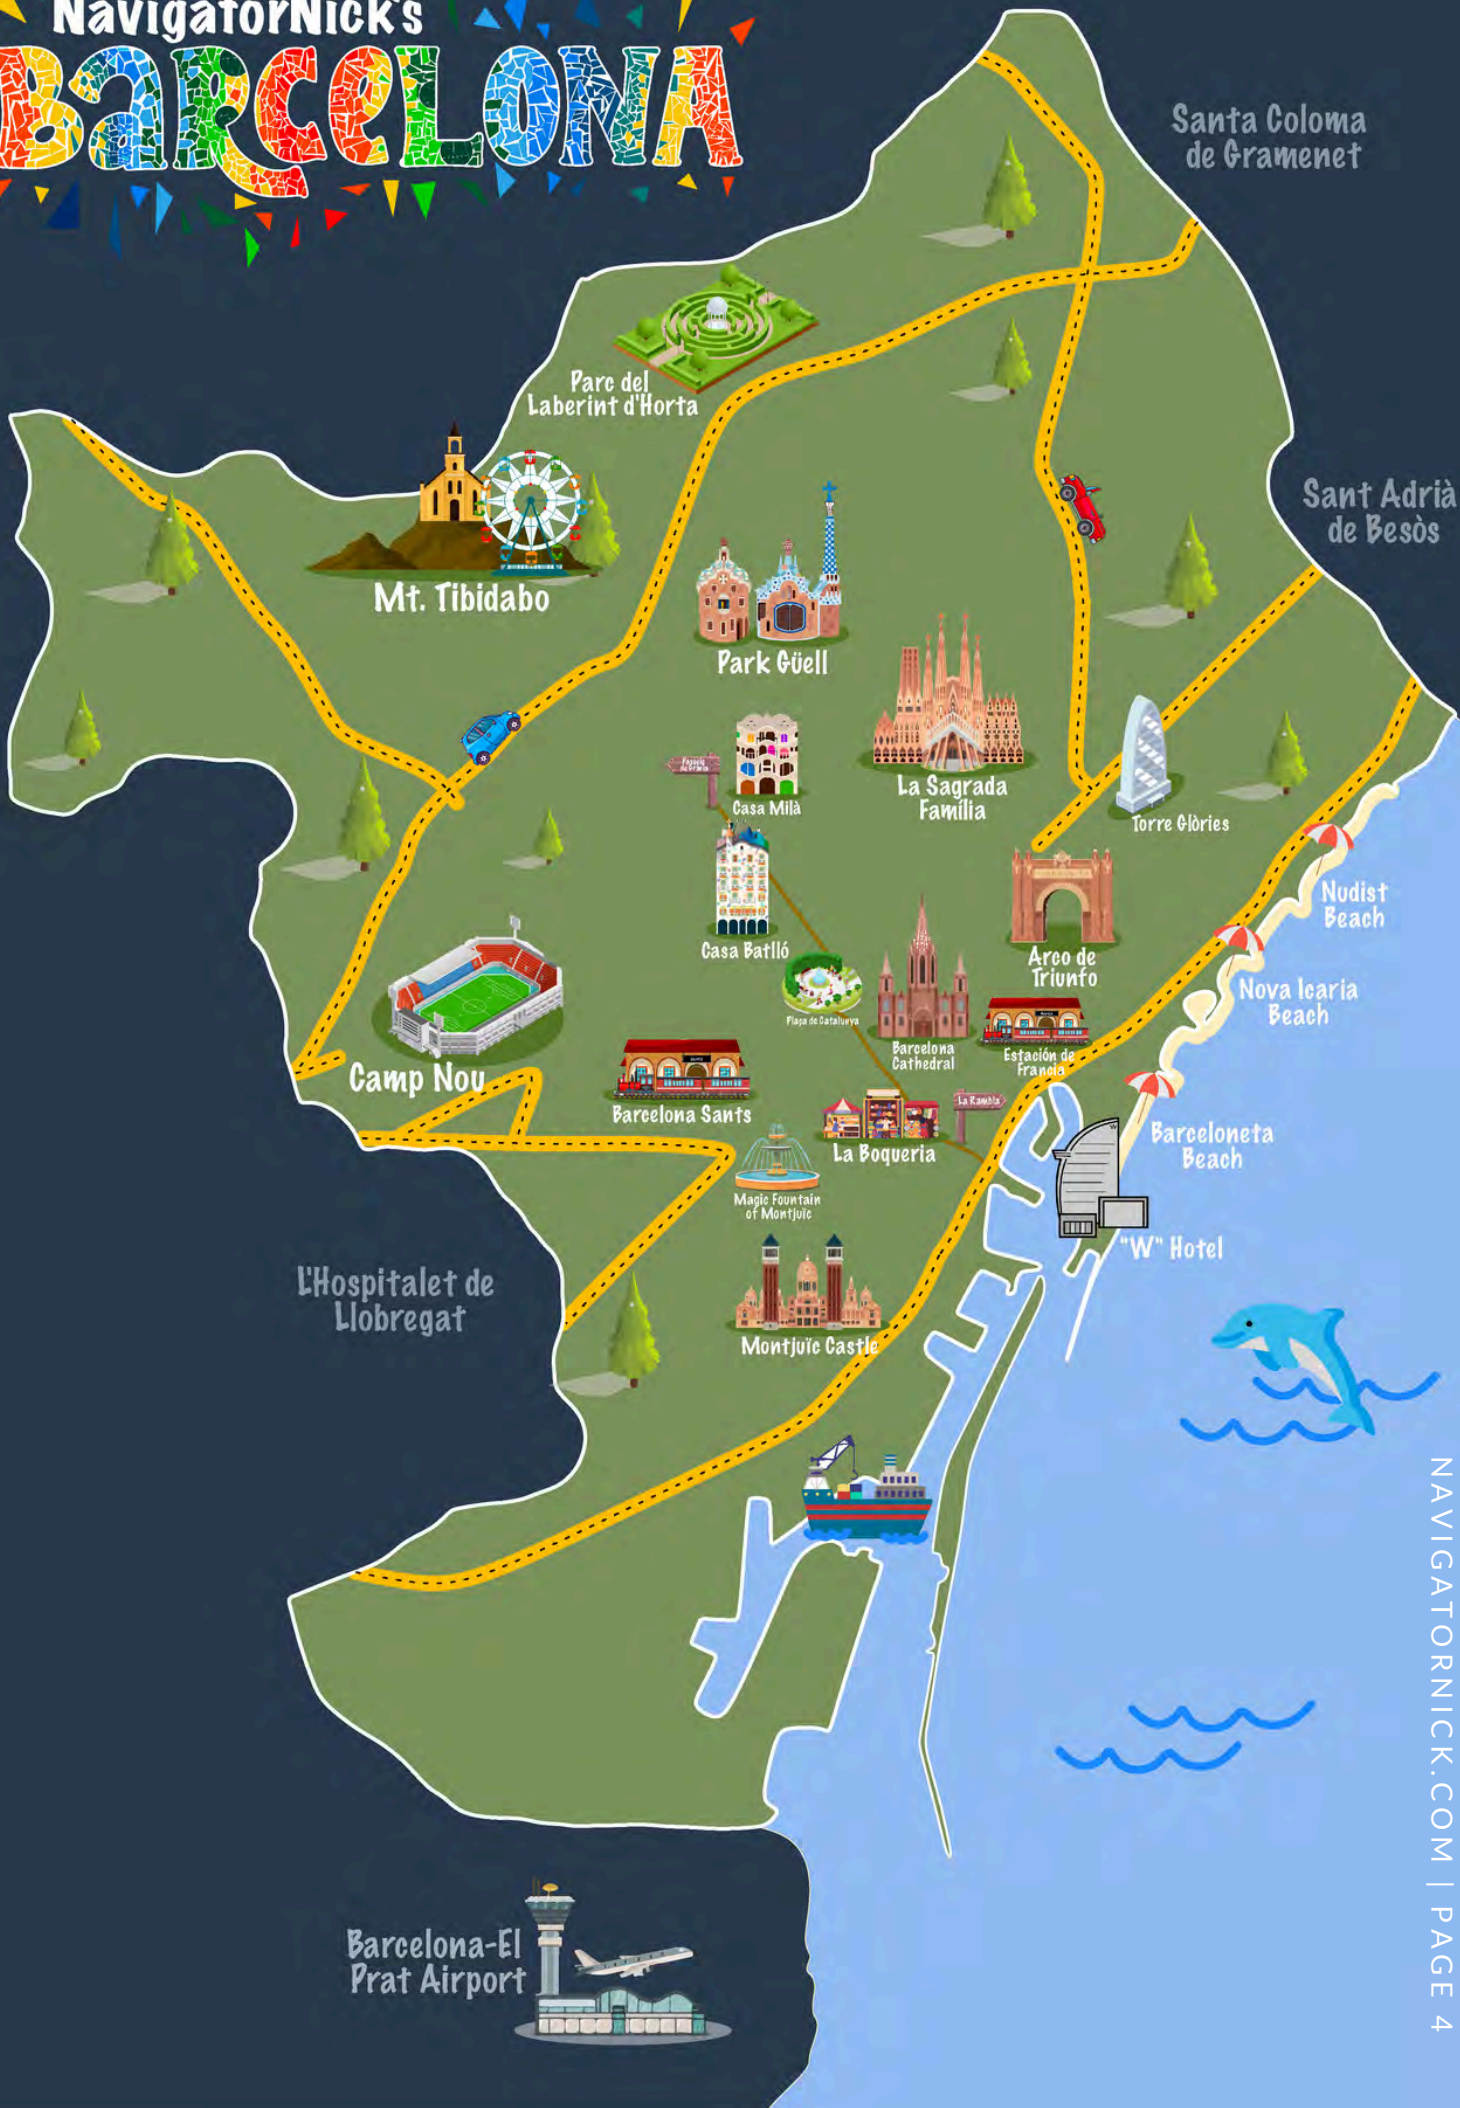 NavigatorNick's
BaRCeLONA
Santa Coloma
de Gramenet
Parc del
Laberint d'Horta
Sant Adrià
de Besòs
Mt. Tibidabo
Park Güell
La Sagrada
Família
Passeig
de Gràcia
Casa Milà
Torre Glòries
Nudist
Beach
Casa Batlló
Arco de
Triunfo
Nova Icaria
Beach
Plaça de Catalunya
Barcelona
Cathedral
Estación de
Francia
Camp Nou
Barcelona Sants
La Rambla
La Boqueria
Barceloneta
Beach
Magic Fountain
of Montjuïc
"W" Hotel
L'Hospitalet de
Llobregat
Montjuïc Castle
Barcelona-El
Prat Airport
NAVIGATORNICK.COM | PAGE 4